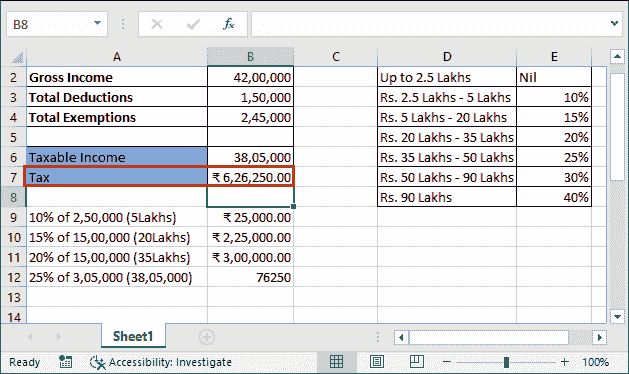 B8 fx
A B C D E
2 Gross Income 42,00,000 Up to 2.5 Lakhs Nil
3 Total Deductions 1,50,000 Rs. 2.5 Lakhs - 5 Lakhs 10%
4 Total Exemptions 2,45,000 Rs. 5 Lakhs - 20 Lakhs 15%
5 Rs. 20 Lakhs - 35 Lakhs 20%
6 Taxable Income 38,05,000 Rs. 35 Lakhs - 50 Lakhs 25%
7 Tax ₹ 6,26,250.00 Rs. 50 Lakhs - 90 Lakhs 30%
8 Rs. 90 Lakhs 40%
9 10% of 2,50,000 (5Lakhs) ₹ 25,000.00
10 15% of 15,00,000 (20Lakhs) ₹ 2,25,000.00
11 20% of 15,00,000 (35Lakhs) ₹ 3,00,000.00
12 25% of 3,05,000 (38,05,000) 76250
13
14
Sheet1
Ready Accessibility: Investigate 100%